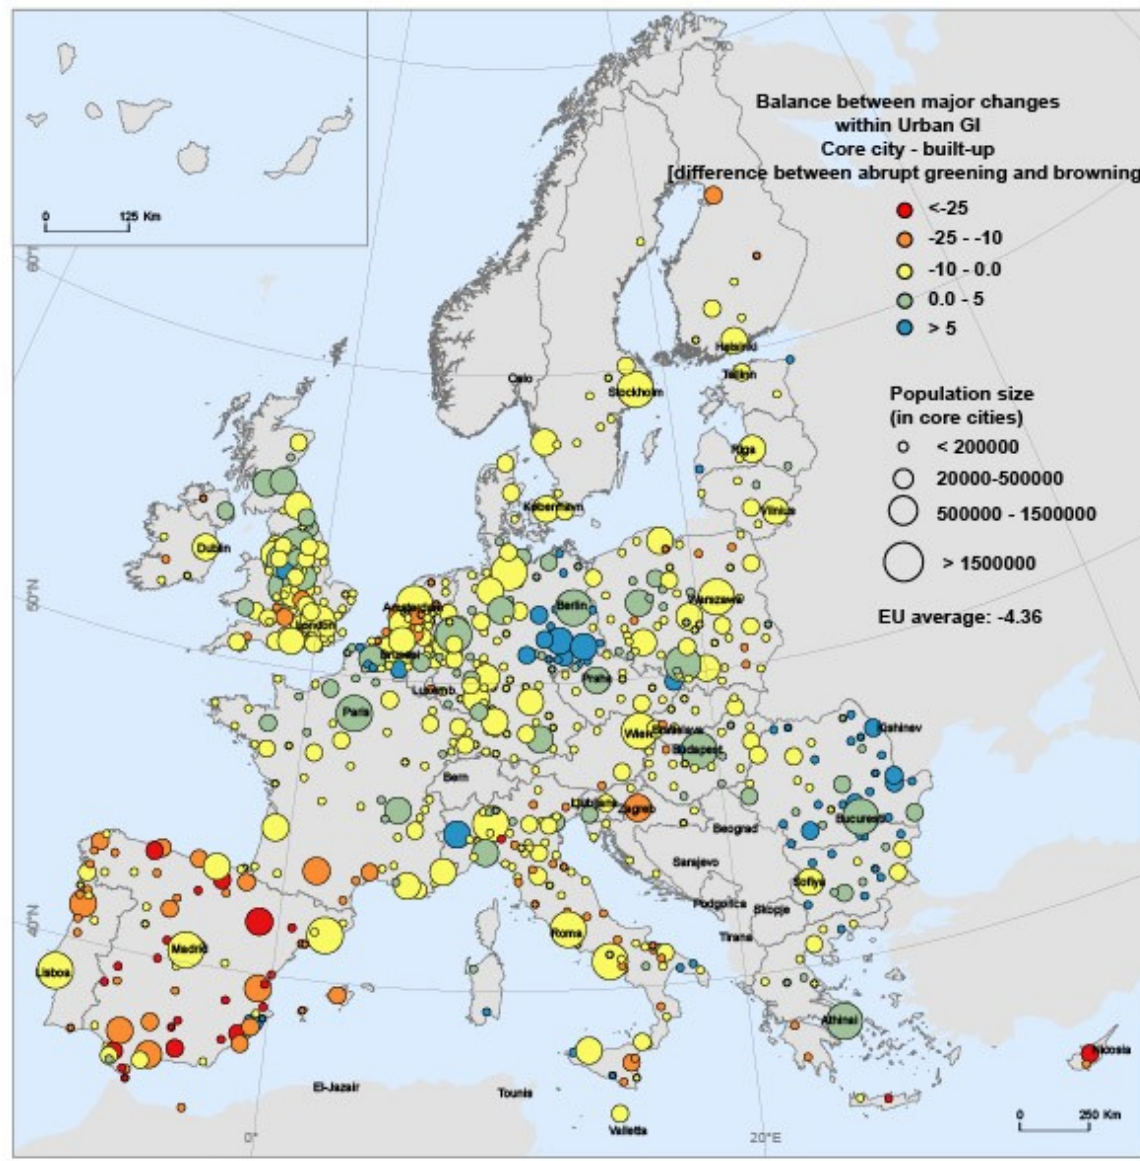 Balance between major changes
within Urban GI
Core city - built-up
[difference between abrupt greening and browning
<-25
-25 - -10
-10 - 0.0
0.0 - 5
> 5
Population size
(in core cities)
< 200000
20000-500000
500000 - 1500000
> 1500000
EU average: -4.36
0 125 Km
60°
50°N
40°N
Helsinki
Tallinn
Oslo
Stockholm
Riga
København
Vilnius
Dublin
Amsterdam
Berlin
Warszawa
London
Luxemb.
Praha
Paris
Wien
Bratislava
Kishinev
Budapest
Bern
Ljubljana
Zagreb
Bucuresti
Beograd
Sarajevo
Sofiya
Podgorica
Skopje
Roma
Tirana
Madrid
Lisboa
Athinai
Nicosia
El-Jazair
Tounis
Valletta
0 250 Km
0°
20°E